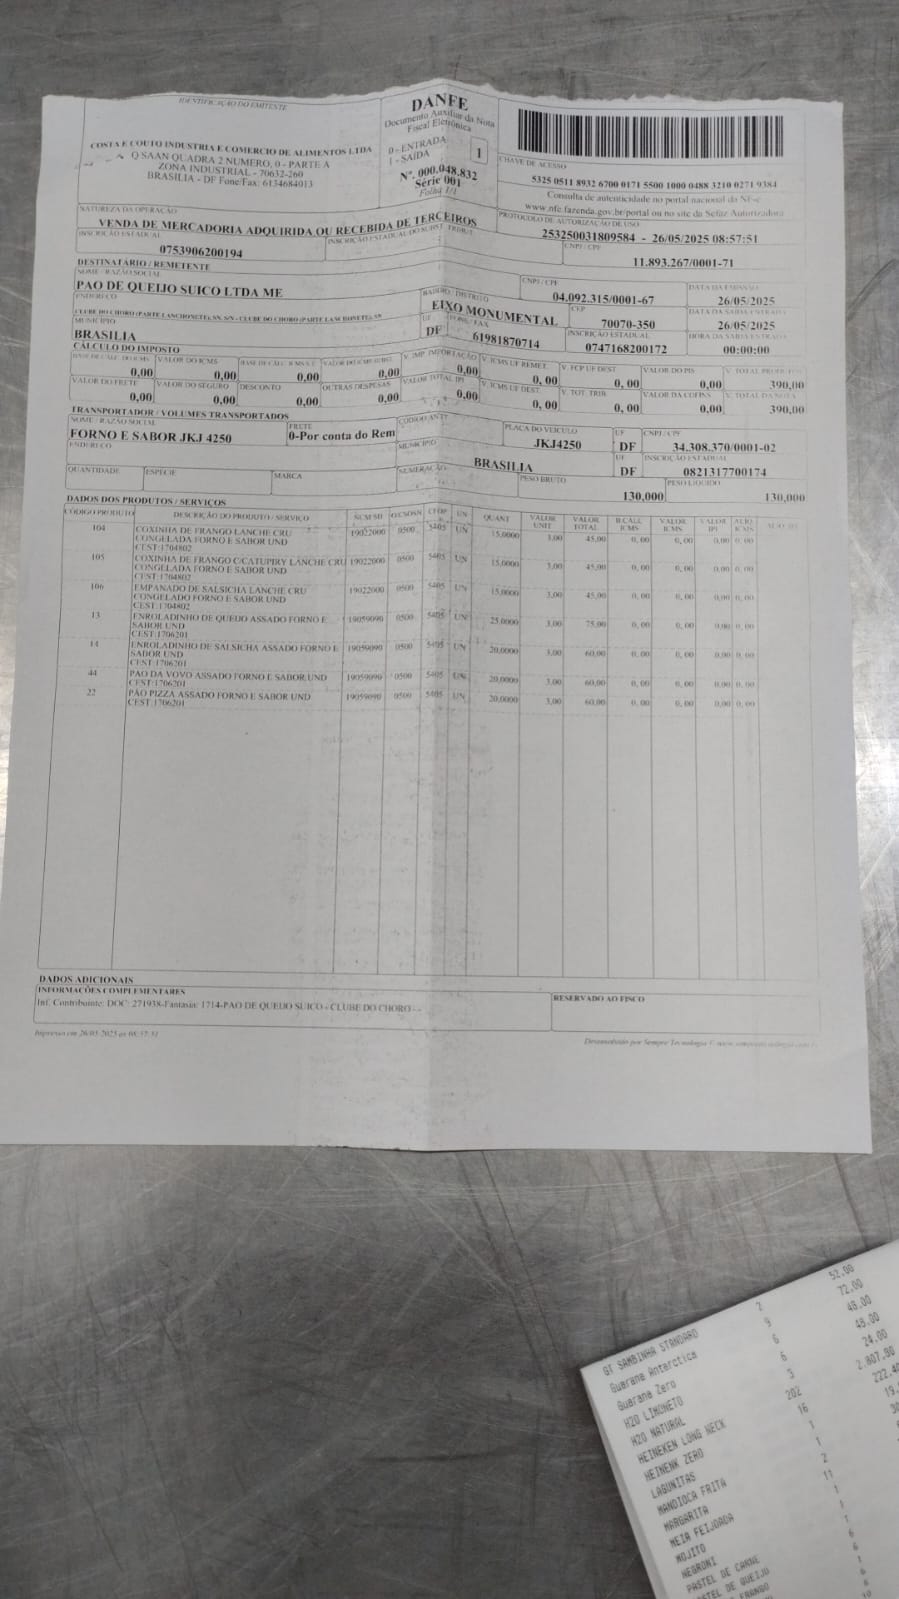 IDENTIFICAÇÃO DO EMITENTE
COSTA E COUTO INDUSTRIA E COMERCIO DE ALIMENTOS LTDA
Q SAAN QUADRA 2 NUMERO, 0 - PARTE A
ZONA INDUSTRIAL - 70632-260
BRASILIA - DF Fone/Fax: 6134684013
DANFE
Documento Auxiliar da Nota
Fiscal Eletrônica
0-ENTRADA
1-SAÍDA
1
Nº. 000.048.832
Série 001
Folha 1/1
CHAVE DE ACESSO
5325 0511 8932 6700 0171 5500 1000 0488 3210 0271 9384
Consulta de autenticidade no portal nacional da NF-e
www.nfe.fazenda.gov.br/portal ou no site da Sefaz Autorizadora
NATUREZA DA OPERAÇÃO
VENDA DE MERCADORIA ADQUIRIDA OU RECEBIDA DE TERCEIROS
PROTOCOLO DE AUTORIZAÇÃO DE USO
253250031809584 - 26/05/2025 08:57:51
INSCRIÇÃO ESTADUAL
0753906200194
INSCRIÇÃO ESTADUAL DO SUBST. TRIBUT.
CNPJ / CPF
11.893.267/0001-71
DESTINATÁRIO / REMETENTE
NOME / RAZÃO SOCIAL
PAO DE QUEIJO SUICO LTDA ME
CNPJ / CPF
04.092.315/0001-67
DATA DA EMISSÃO
26/05/2025
ENDEREÇO
CLUBE DO CHORO (PARTE LANCHONETE), SN, S/N - CLUBE DO CHORO (PARTE LANCHONETE), SN
BAIRRO / DISTRITO
EIXO MONUMENTAL
CEP
70070-350
DATA DA SAÍDA/ENTRADA
26/05/2025
MUNICÍPIO
BRASILIA
UF
DF
FONE / FAX
61981870714
INSCRIÇÃO ESTADUAL
0747168200172
HORA DA SAÍDA/ENTRADA
00:00:00
CÁLCULO DO IMPOSTO
BASE DE CÁLC. DO ICMS VALOR DO ICMS BASE DE CÁLC. ICMS S.T. VALOR DO ICMS SUBST. V. IMP IMPORTAÇÃO V. ICMS UF REMET. V. FCP UF DEST VALOR DO PIS V. TOTAL PRODUTOS
0,00 0,00 0,00 0,00 0,00 0, 00 0, 00 0,00 390,00
VALOR DO FRETE VALOR DO SEGURO DESCONTO OUTRAS DESPESAS VALOR TOTAL IPI V. ICMS UF DEST. V. TOT. TRIB VALOR DA COFINS V. TOTAL DA NOTA
0,00 0,00 0,00 0,00 0,00 0, 00 0, 00 0,00 390,00
TRANSPORTADOR / VOLUMES TRANSPORTADOS
NOME / RAZÃO SOCIAL
FORNO E SABOR JKJ 4250
FRETE
0-Por conta do Rem
CÓDIGO ANTT
PLACA DO VEÍCULO
JKJ4250
UF
DF
CNPJ / CPF
34.308.370/0001-02
ENDEREÇO
MUNICÍPIO
BRASILIA
UF
DF
INSCRIÇÃO ESTADUAL
0821317700174
QUANTIDADE
ESPÉCIE
MARCA
NUMERAÇÃO
PESO BRUTO
130,000
PESO LÍQUIDO
130,000
DADOS DOS PRODUTOS / SERVIÇOS
CÓDIGO PRODUTO DESCRIÇÃO DO PRODUTO / SERVIÇO NCM/SH O/CSOSN CFOP UN QUANT VALOR UNIT VALOR TOTAL B.CÁLC ICMS VALOR ICMS VALOR IPI ALÍQ. ICMS
104 COXINHA DE FRANGO LANCHE CRU 19022000 0500 5405 UN 15,0000 3,00 45,00 0, 00 0, 00 0,00 0, 00
CONGELADA FORNO E SABOR UND
CEST:1704802
105 COXINHA DE FRANGO C/CATUPIRY LANCHE CRU 19022000 0500 5405 UN 15,0000 3,00 45,00 0, 00 0, 00 0,00 0, 00
CONGELADA FORNO E SABOR UND
CEST:1704802
106 EMPANADO DE SALSICHA LANCHE CRU 19022000 0500 5405 UN 15,0000 3,00 45,00 0, 00 0, 00 0,00 0, 00
CONGELADO FORNO E SABOR UND
CEST:1704802
13 ENROLADINHO DE QUEIJO ASSADO FORNO E 19059090 0500 5405 UN 25,0000 3,00 75,00 0, 00 0, 00 0,00 0, 00
SABOR UND
CEST:1706201
14 ENROLADINHO DE SALSICHA ASSADO FORNO E 19059090 0500 5405 UN 20,0000 3,00 60,00 0, 00 0, 00 0,00 0, 00
SABOR UND
CEST:1706201
44 PAO DA VOVO ASSADO FORNO E SABOR UND 19059090 0500 5405 UN 20,0000 3,00 60,00 0, 00 0, 00 0,00 0, 00
CEST:1706201
22 PÃO PIZZA ASSADO FORNO E SABOR UND 19059090 0500 5405 UN 20,0000 3,00 60,00 0, 00 0, 00 0,00 0, 00
CEST:1706201
DADOS ADICIONAIS
INFORMAÇÕES COMPLEMENTARES
Inf. Contribuinte: DOC: 271938-Fantasia: 1714-PAO DE QUEIJO SUICO - CLUBE DO CHORO - -
RESERVADO AO FISCO
Impresso em 26/05/2025 as 08:57:51
Desenvolvido por Sempre Tecnologia
52.00
GT SAMBINHA STANDARD 2 72.00
Guarana Antarctica 9 48.00
Guarana Zero 6 48.00
H2O LIMONETO 6 24.00
H2O NATURAL 3 2.807,80
HEINEKEN LONG NECK 202 222.4
HEINENK ZERO 16 19.
LAGUNITAS 1
MANDIOCA FRITA 1
MARGARITA 2
MEIA FEIJOADA 11
MOJITO 1
NEGRONI 1
PASTEL DE CARNE
STEL DE QUEIJO
FRANGO